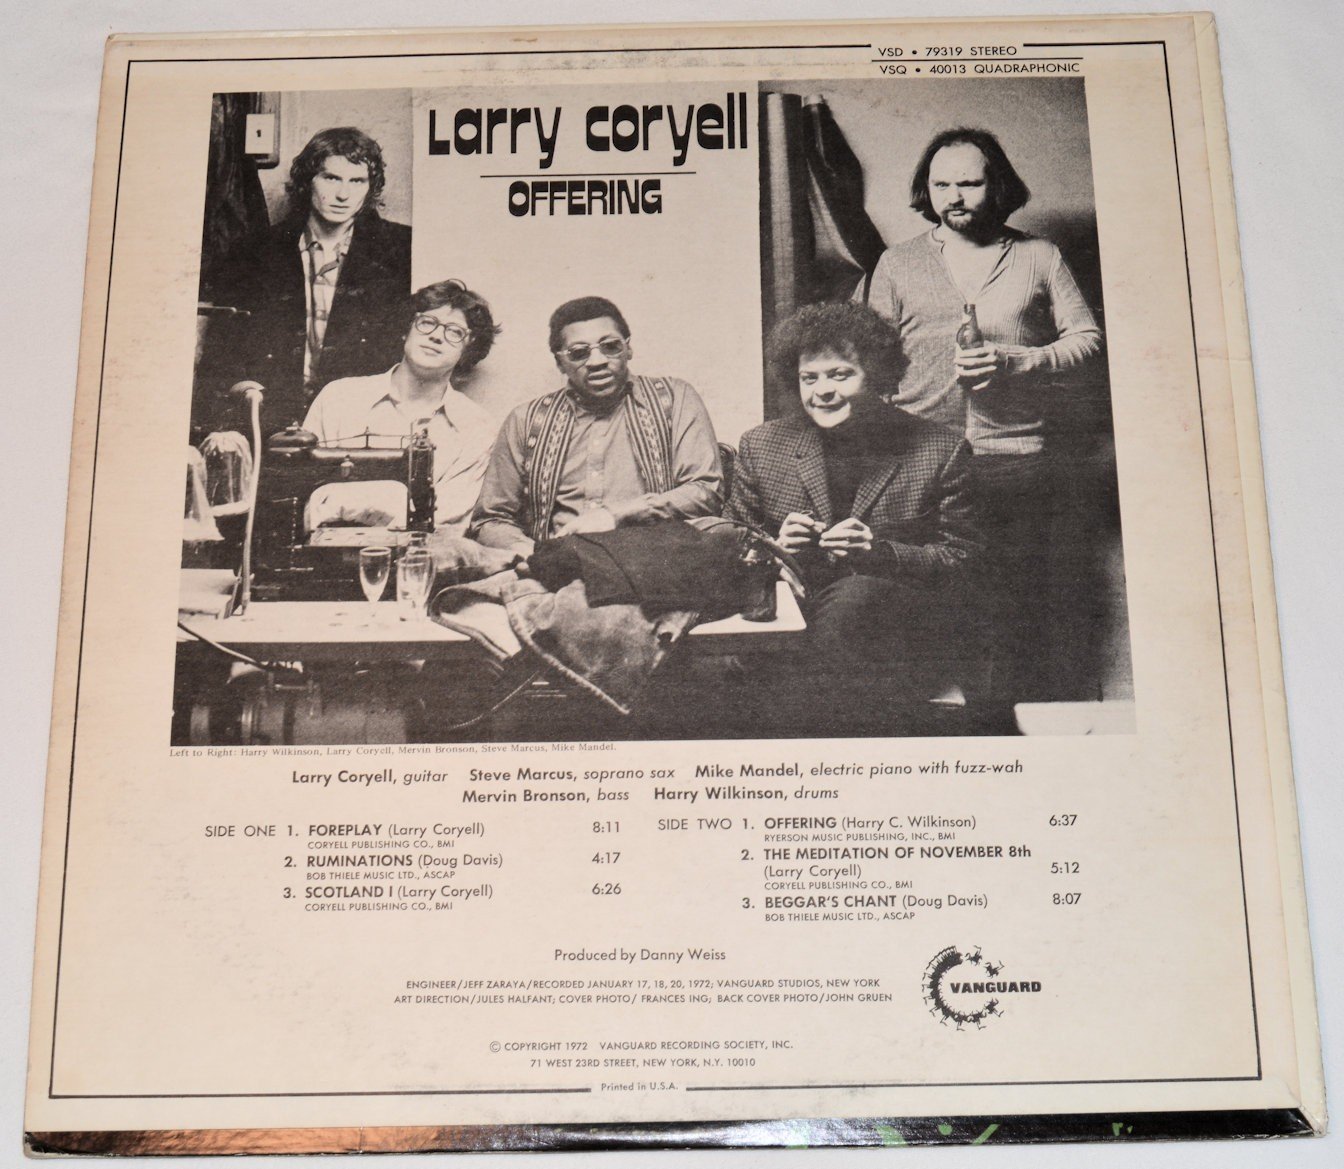 VSD • 79319 STEREO
VSQ • 40013 QUADRAPHONIC
Larry Coryell
OFFERING
1
Left to Right: Harry Wilkinson, Larry Coryell, Mervin Bronson, Steve Marcus, Mike Mandel.
Larry Coryell, guitar Steve Marcus, soprano sax Mike Mandel, electric piano with fuzz-wah
Mervin Bronson, bass Harry Wilkinson, drums
SIDE ONE 1. FOREPLAY (Larry Coryell) 8:11
CORYELL PUBLISHING CO., BMI
2. RUMINATIONS (Doug Davis) 4:17
BOB THIELE MUSIC LTD., ASCAP
3. SCOTLAND I (Larry Coryell) 6:26
CORYELL PUBLISHING CO., BMI
SIDE TWO 1. OFFERING (Harry C. Wilkinson) 6:37
RYERSON MUSIC PUBLISHING, INC., BMI
2. THE MEDITATION OF NOVEMBER 8th
(Larry Coryell) 5:12
CORYELL PUBLISHING CO., BMI
3. BEGGAR'S CHANT (Doug Davis) 8:07
BOB THIELE MUSIC LTD., ASCAP
Produced by Danny Weiss
ENGINEER/JEFF ZARAYA/RECORDED JANUARY 17, 18, 20, 1972; VANGUARD STUDIOS, NEW YORK
ART DIRECTION/JULES HALFANT; COVER PHOTO/ FRANCES ING; BACK COVER PHOTO/JOHN GRUEN
VANGUARD
© COPYRIGHT 1972 VANGUARD RECORDING SOCIETY, INC.
71 WEST 23RD STREET, NEW YORK, N.Y. 10010
Printed in U.S.A.